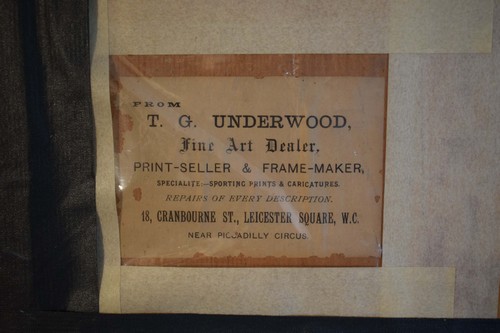 FROM
T. G. UNDERWOOD,
Fine Art Dealer,
PRINT-SELLER & FRAME-MAKER,
SPECIALITE—SPORTING PRINTS & CARICATURES
REPAIRS OF EVERY DESCRIPTION.
18, CRANBOURNE ST., LEICESTER SQUARE, W.C.
NEAR PICCADILLY CIRCUS.